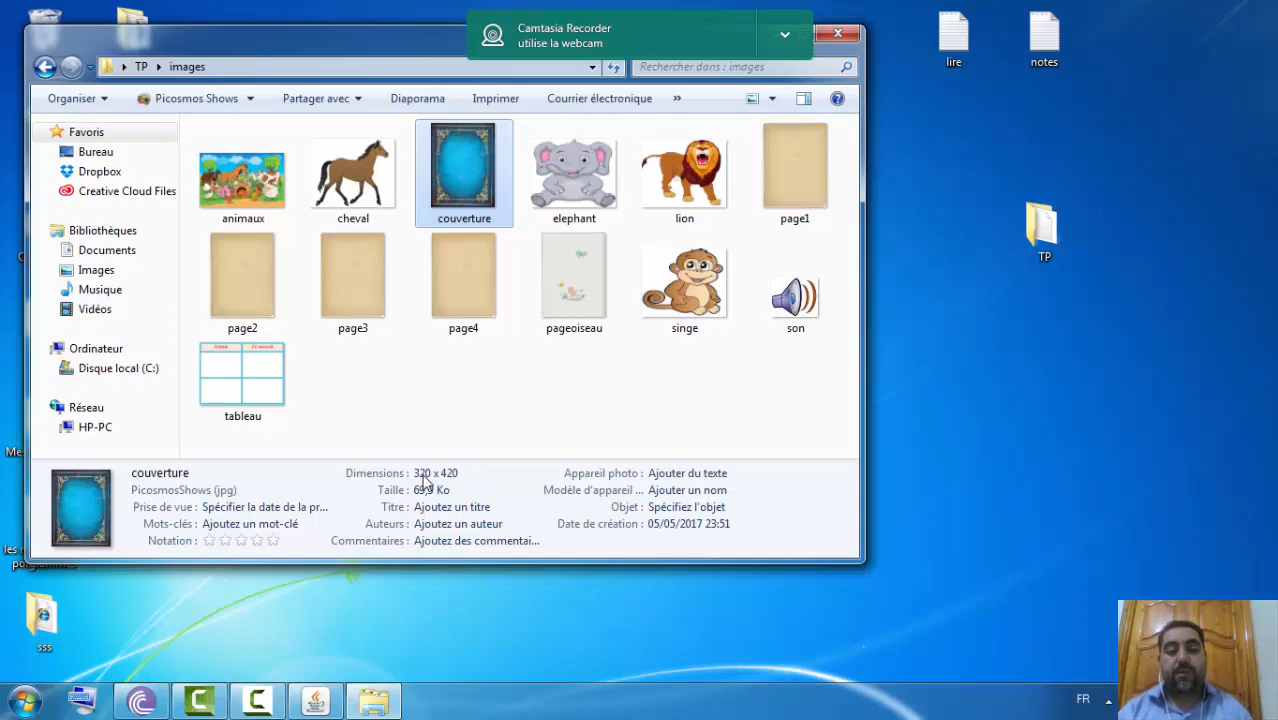 Camtasia Recorder
utilise la webcam
TP
images
Rechercher dans : images
Organiser
Picosmos Shows
Partager avec
Diaporama
Imprimer
Courrier électronique
»
Favoris
Bureau
Dropbox
Creative Cloud Files
Bibliothèques
Documents
Images
Musique
Vidéos
Ordinateur
Disque local (C:)
Réseau
HP-PC
animaux
cheval
couverture
elephant
lion
page1
page2
page3
page4
pageoiseau
singe
son
tableau
couverture
PicosmosShows (jpg)
Prise de vue : Spécifier la date de la pr...
Mots-clés : Ajoutez un mot-clé
Notation :
Dimensions : 320 x 420
Taille : 69,9 Ko
Titre : Ajoutez un titre
Auteurs : Ajoutez un auteur
Commentaires : Ajoutez des commentai...
Appareil photo : Ajouter du texte
Modèle d'appareil ... Ajouter un nom
Objet : Spécifiez l'objet
Date de création : 05/05/2017 23:51
lire
notes
TP
sss
FR